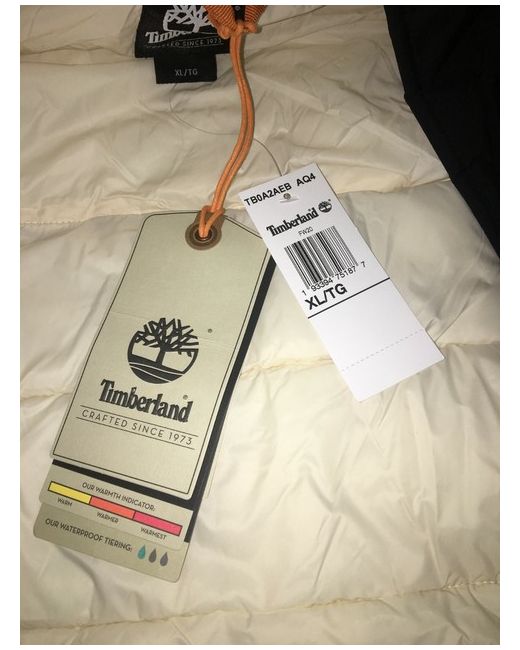 Timberland
CRAFTED SINCE 1973
XL/TG
TB0A2AEB AQ4
Timberland
FW20
1 93394 75187 7
XL/TG
Timberland®
CRAFTED SINCE 1973
OUR WARMTH INDICATOR:
WARM
WARMER
WARMEST
OUR WATERPROOF TIERING: